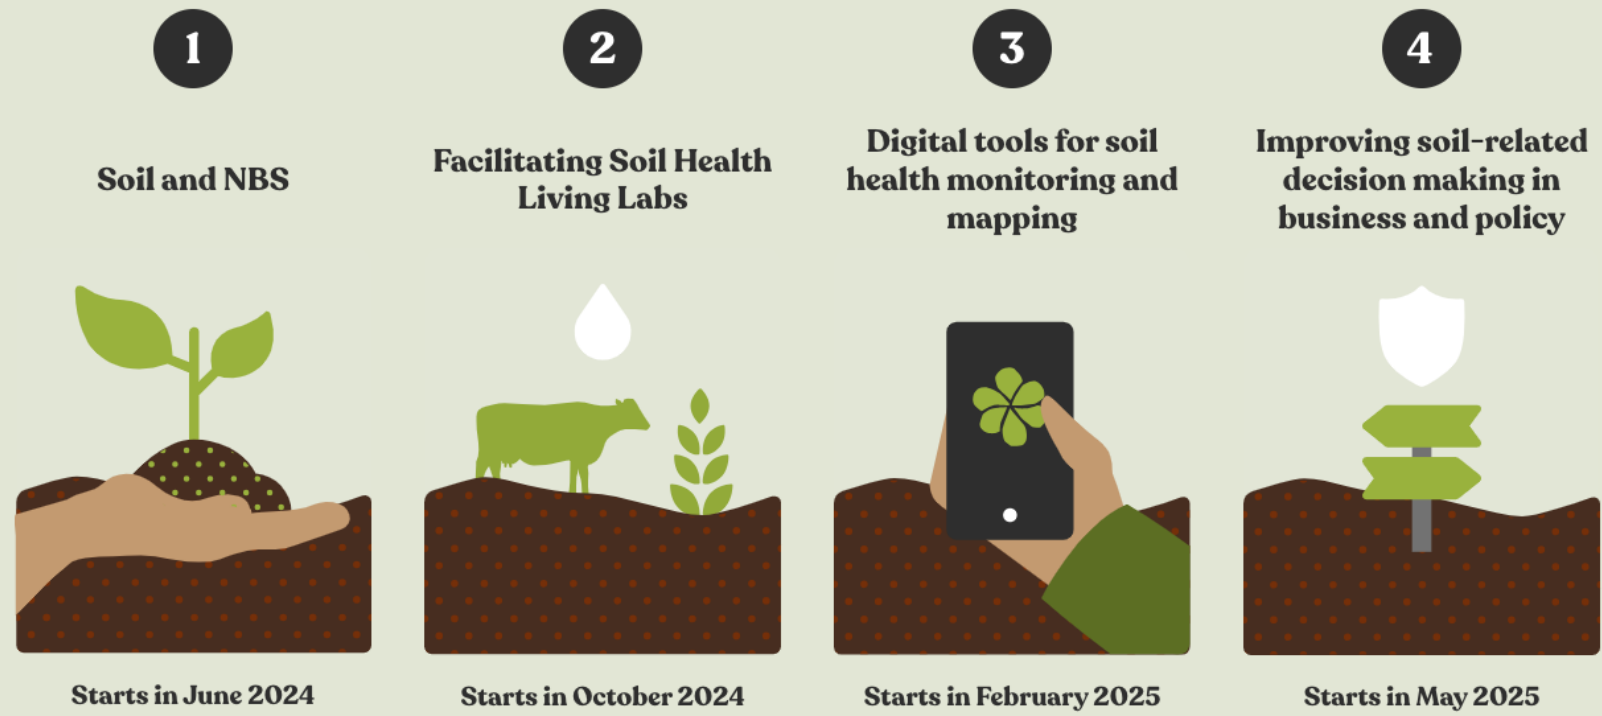 1
Soil and NBS
Starts in June 2024
2
Facilitating Soil Health
Living Labs
Starts in October 2024
3
Digital tools for soil
health monitoring and
mapping
Starts in February 2025
4
Improving soil-related
decision making in
business and policy
Starts in May 2025